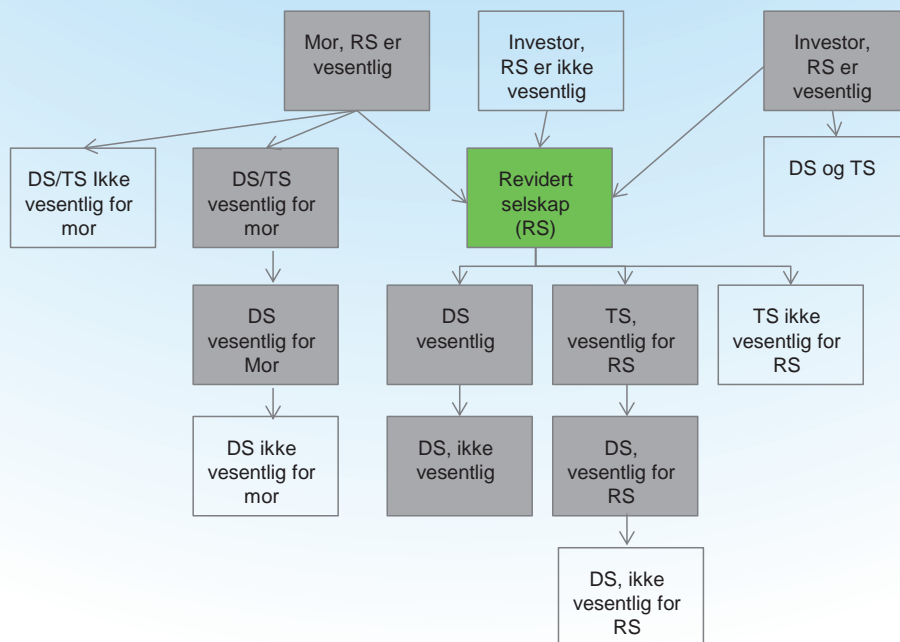 Mor, RS er
vesentlig
Investor,
RS er ikke
vesentlig
Investor,
RS er
vesentlig
DS/TS Ikke
vesentlig for
mor
DS/TS
vesentlig for
mor
Revidert
selskap
(RS)
DS og TS
DS
vesentlig for
Mor
DS
vesentlig
TS,
vesentlig for
RS
TS ikke
vesentlig for
RS
DS ikke
vesentlig for
mor
DS, ikke
vesentlig
DS,
vesentlig for
RS
DS, ikke
vesentlig for
RS